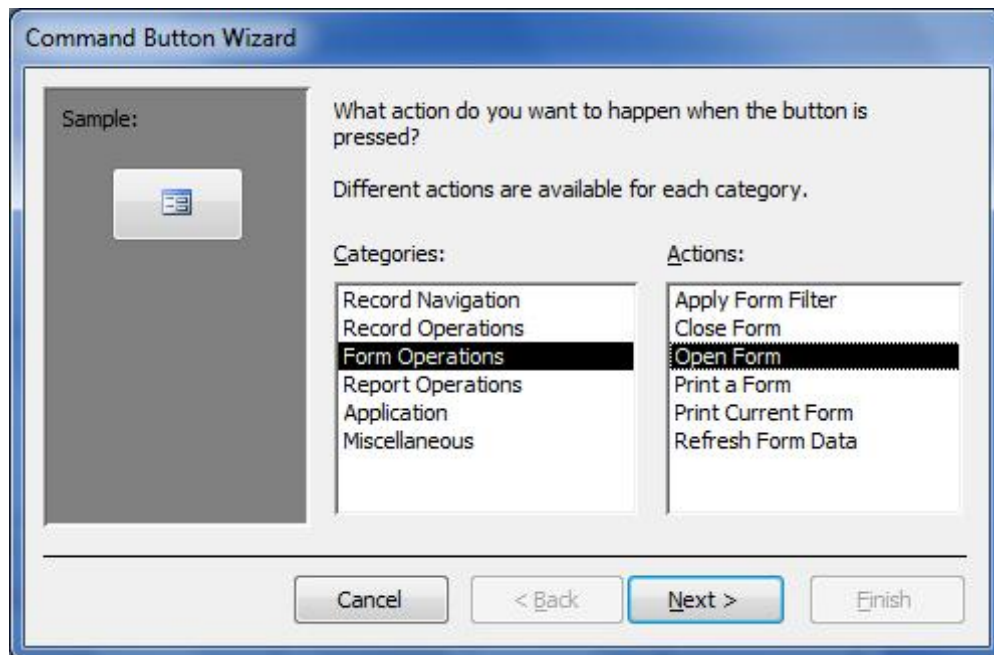 Command Button Wizard
Sample:
What action do you want to happen when the button is
pressed?
Different actions are available for each category.
Categories:
Record Navigation
Record Operations
Form Operations
Report Operations
Application
Miscellaneous
Actions:
Apply Form Filter
Close Form
Open Form
Print a Form
Print Current Form
Refresh Form Data
Cancel
< Back
Next >
Finish